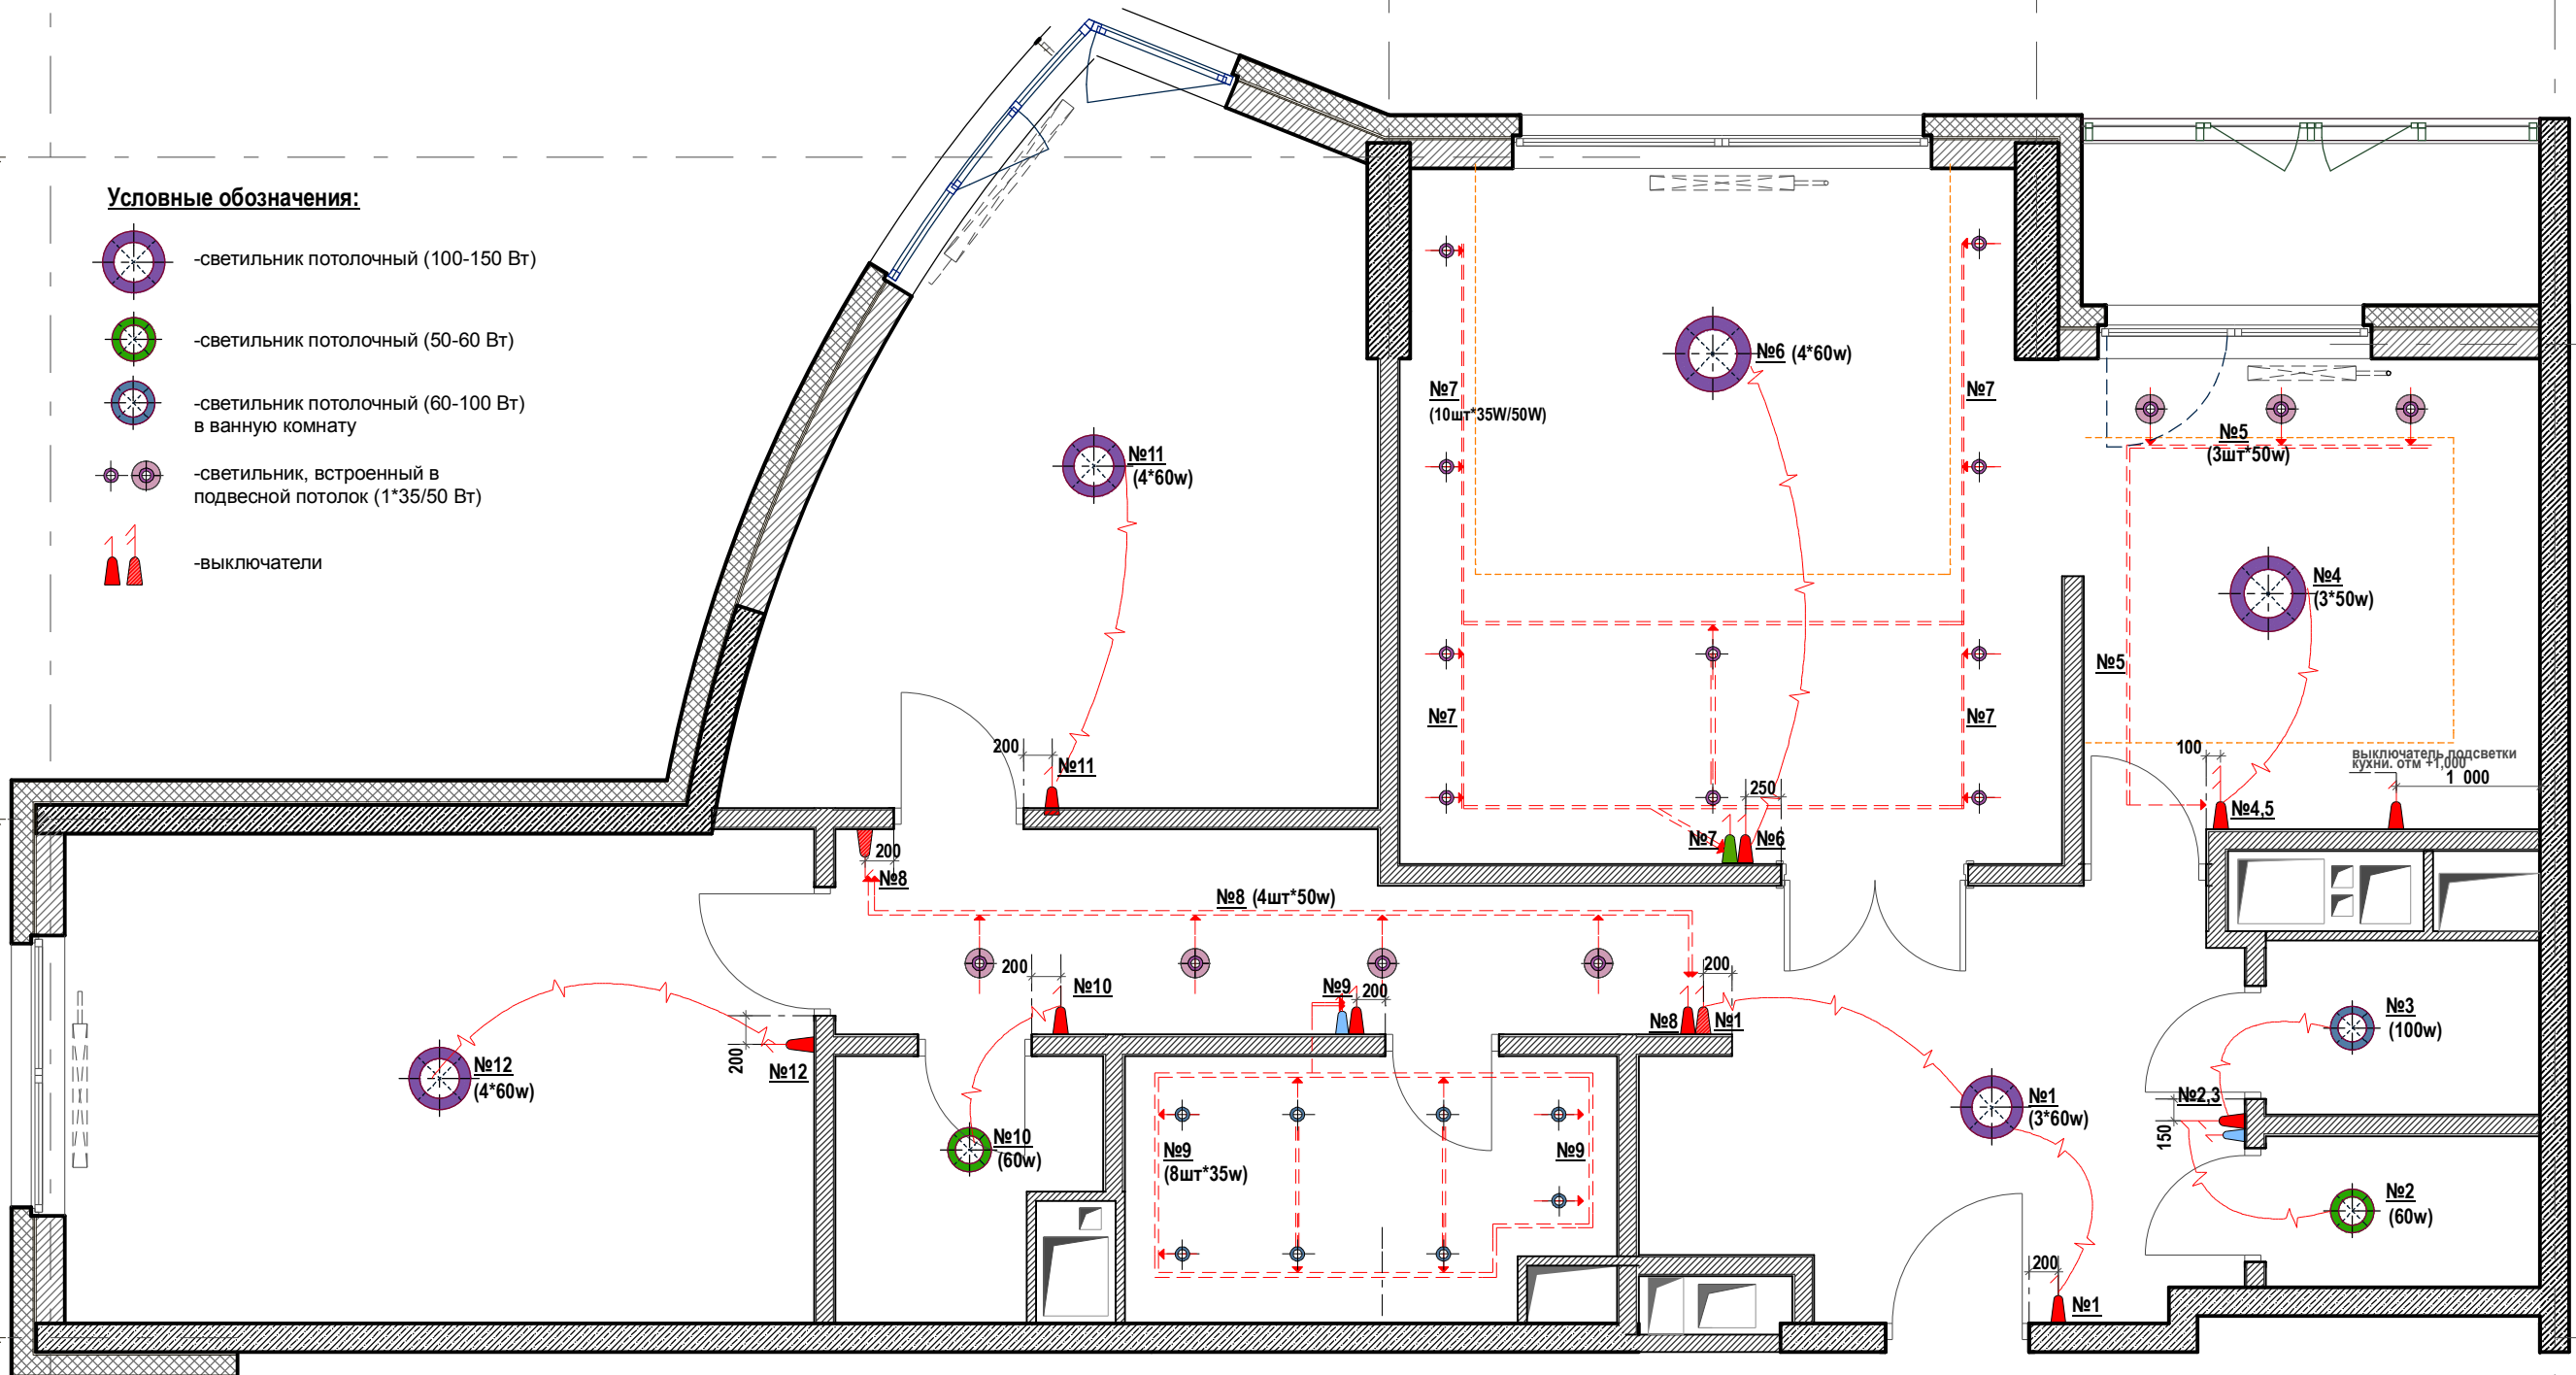 Условные обозначения:
-светильник потолочный (100-150 Вт)
-светильник потолочный (50-60 Вт)
-светильник потолочный (60-100 Вт)
в ванную комнату
-светильник, встроенный в
подвесной потолок (1*35/50 Вт)
-выключатели
№6 (4*60w)
№7
(10шт*35W/50W)
№7
№5
(3шт*50w)
№11
(4*60w)
№4
(3*50w)
№5
№7
№7
200
№11
100
выключатель подсветки
кухни. отм +1,000
1 000
250
№4,5
№7
№6
200
№8
№8 (4шт*50w)
200
№10
№9
200
200
№8
№1
№3
(100w)
200
№12
№12
(4*60w)
№10
(60w)
№9
(8шт*35w)
№9
№1
(3*60w)
№2,3
150
№2
(60w)
200
№1